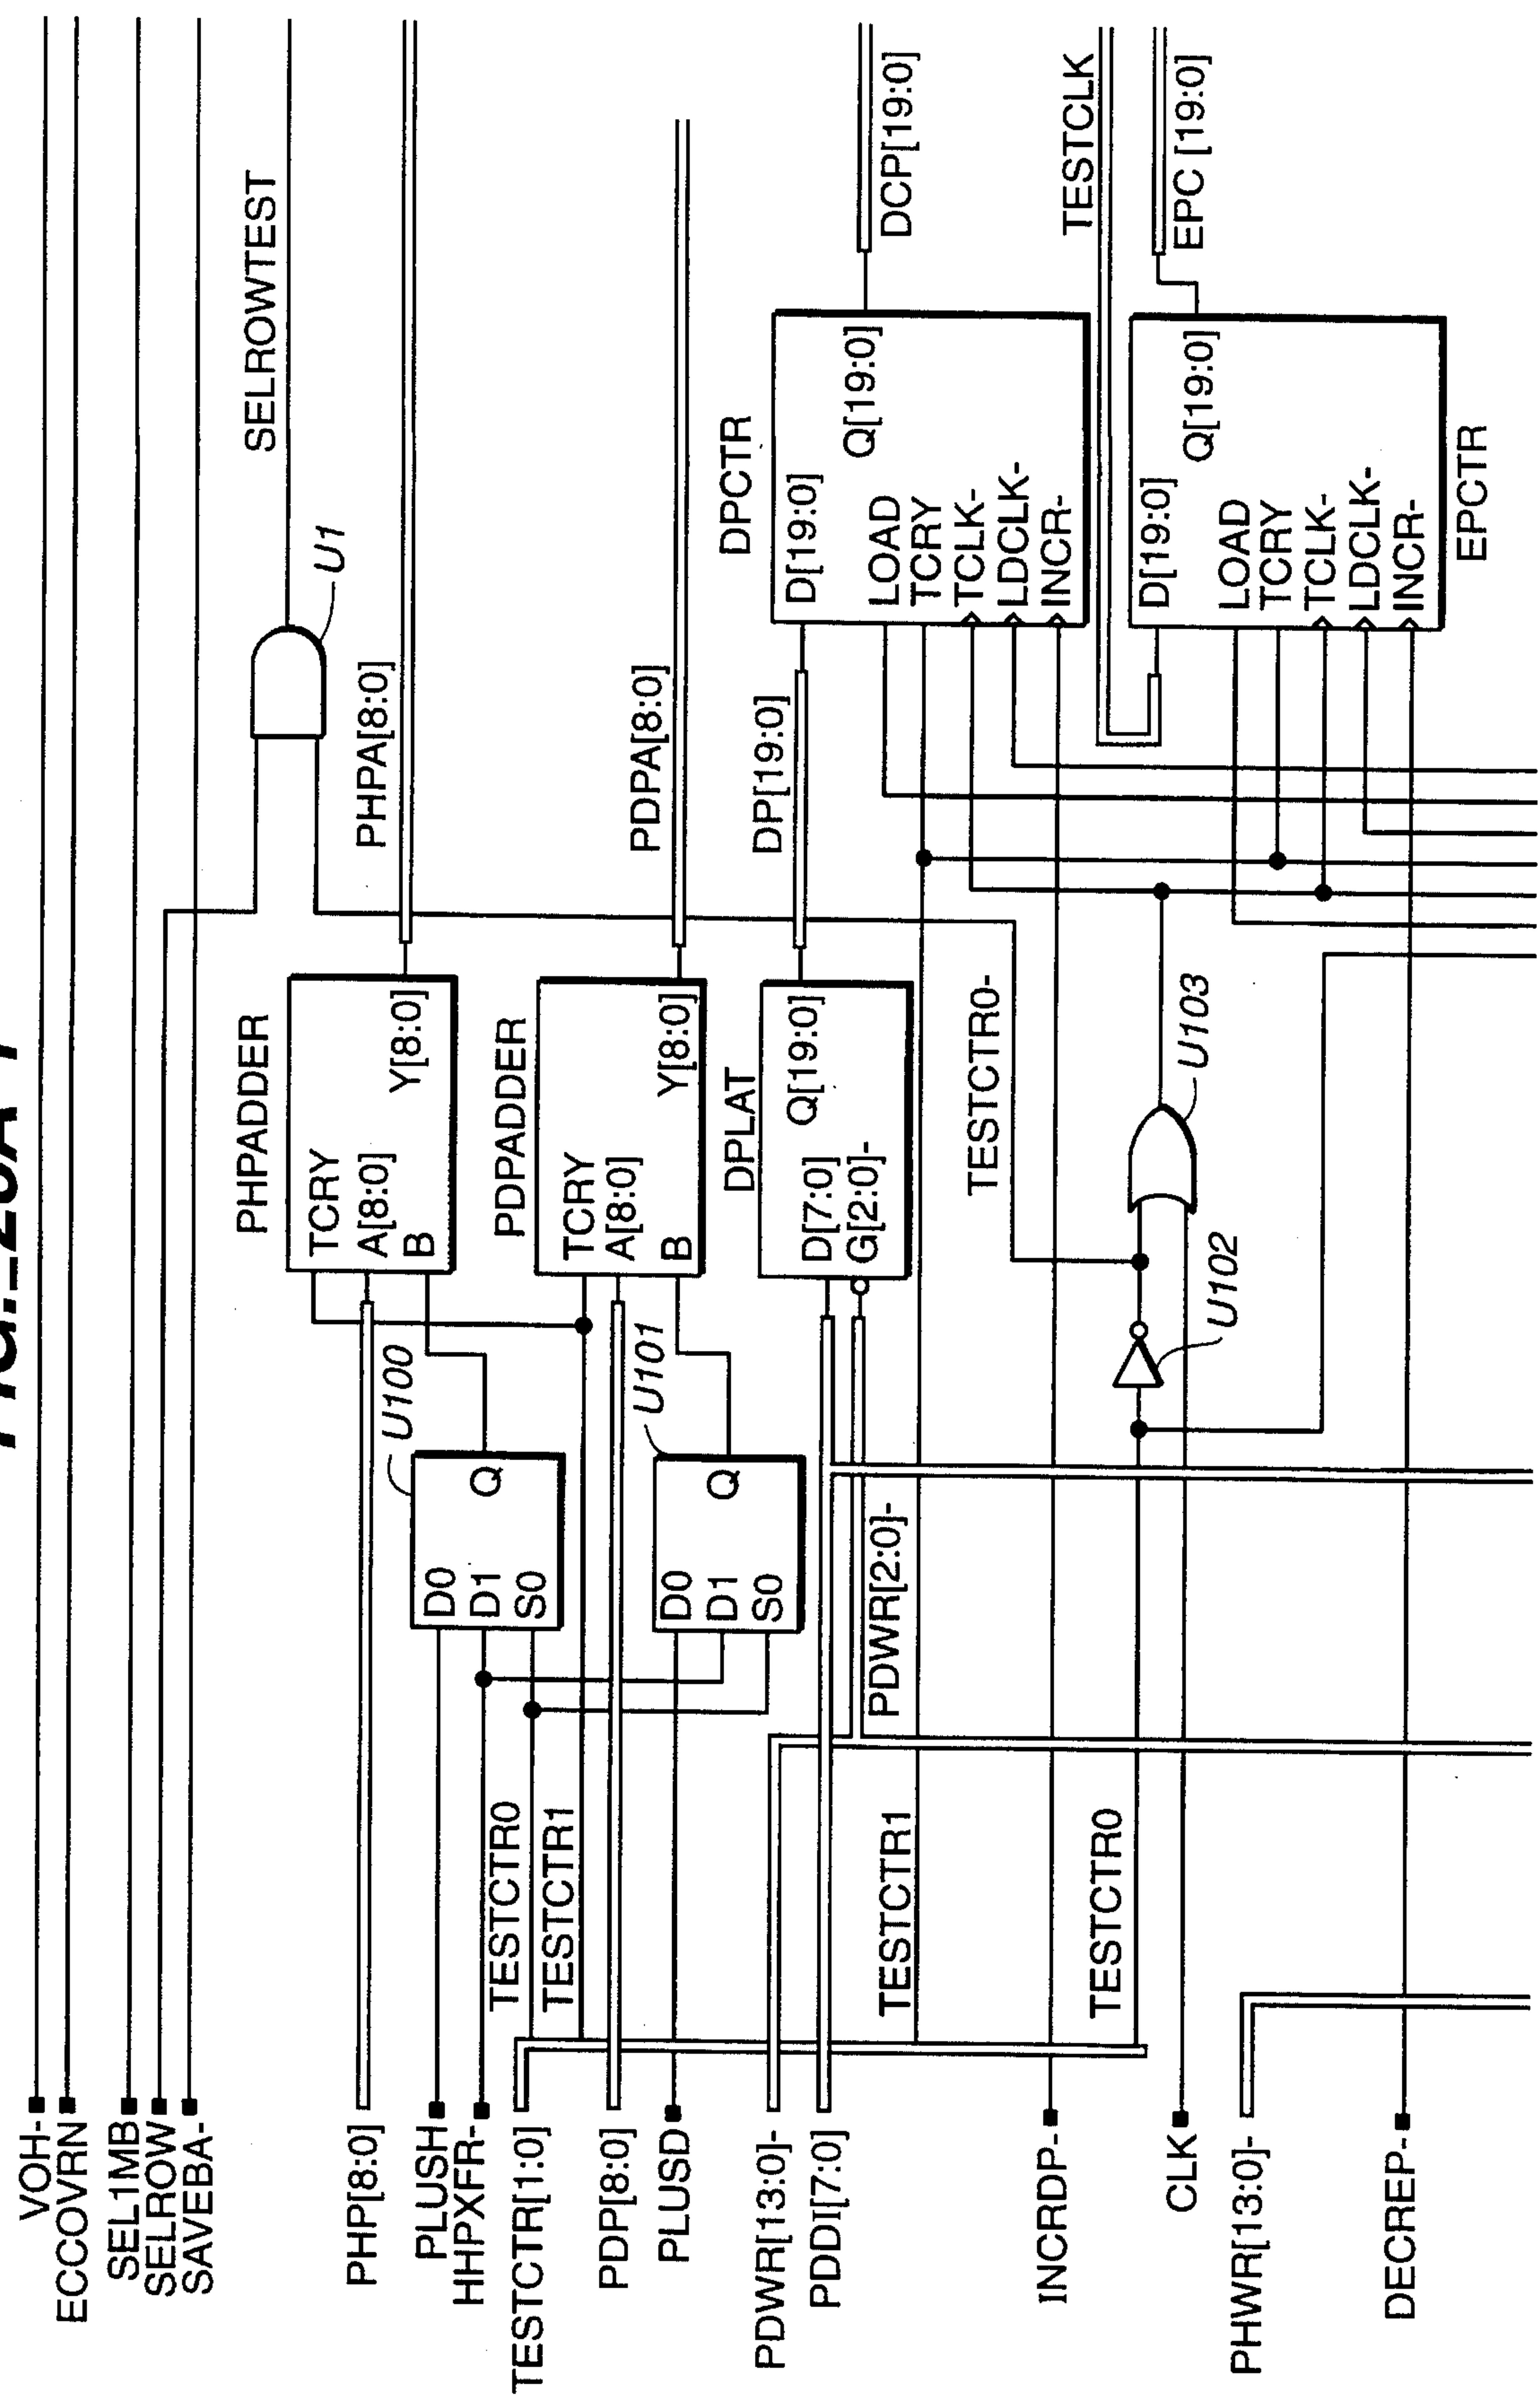 VOH-
ECCOVRN
SEL1MB
SELROW
SAVEBA-
PHP[8:0]
PLUSH
HHPXFR-
TESTCTR[1:0]
PDP[8:0]
PLUSD
PDWR[13:0]-
PDDI[7:0]
INCRDP-
CLK
PHWR[13:0]-
DECREP-
TESTCTR0
TESTCTR1
TESTCTR1
TESTCTR0
U100
D0
D1
S0
Q
U101
D0
D1
S0
Q
PDWR[2:0]-
PHPADDER
TCRY
A[8:0]
B
Y[8:0]
PDPADDER
TCRY
A[8:0]
B
Y[8:0]
DPLAT
D[7:0]
G[2:0]-
Q[19:0]
TESTCTR0-
U102
U103
U1
SELROWTEST
PHPA[8:0]
PDPA[8:0]
DP[19:0]
DPCTR
D[19:0]
LOAD
TCRY
TCLK-
LDCLK-
INCR-
Q[19:0]
DCP[19:0]
TESTCLK
EPC [19:0]
D[19:0]
LOAD
TCRY
TCLK-
LDCLK-
INCR-
Q[19:0]
EPCTR